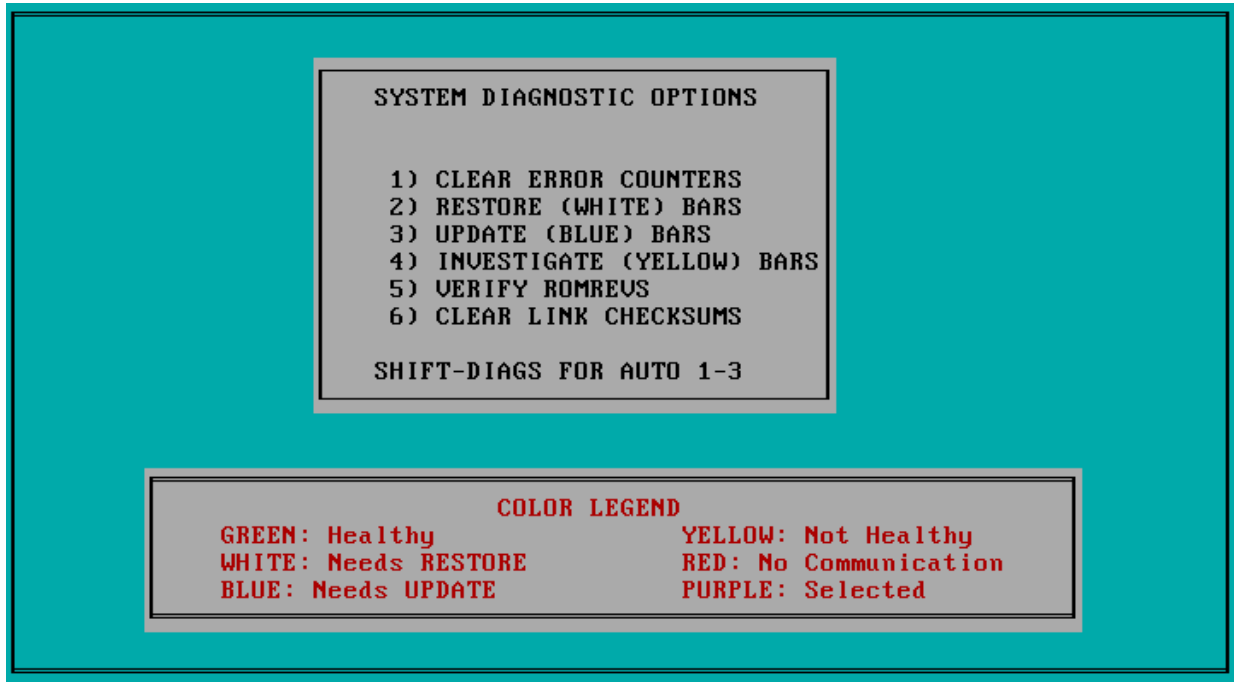 SYSTEM DIAGNOSTIC OPTIONS
1) CLEAR ERROR COUNTERS
2) RESTORE (WHITE) BARS
3) UPDATE (BLUE) BARS
4) INVESTIGATE (YELLOW) BARS
5) VERIFY ROMREVS
6) CLEAR LINK CHECKSUMS
SHIFT-DIAGS FOR AUTO 1-3
COLOR LEGEND
GREEN: Healthy YELLOW: Not Healthy
WHITE: Needs RESTORE RED: No Communication
BLUE: Needs UPDATE PURPLE: Selected